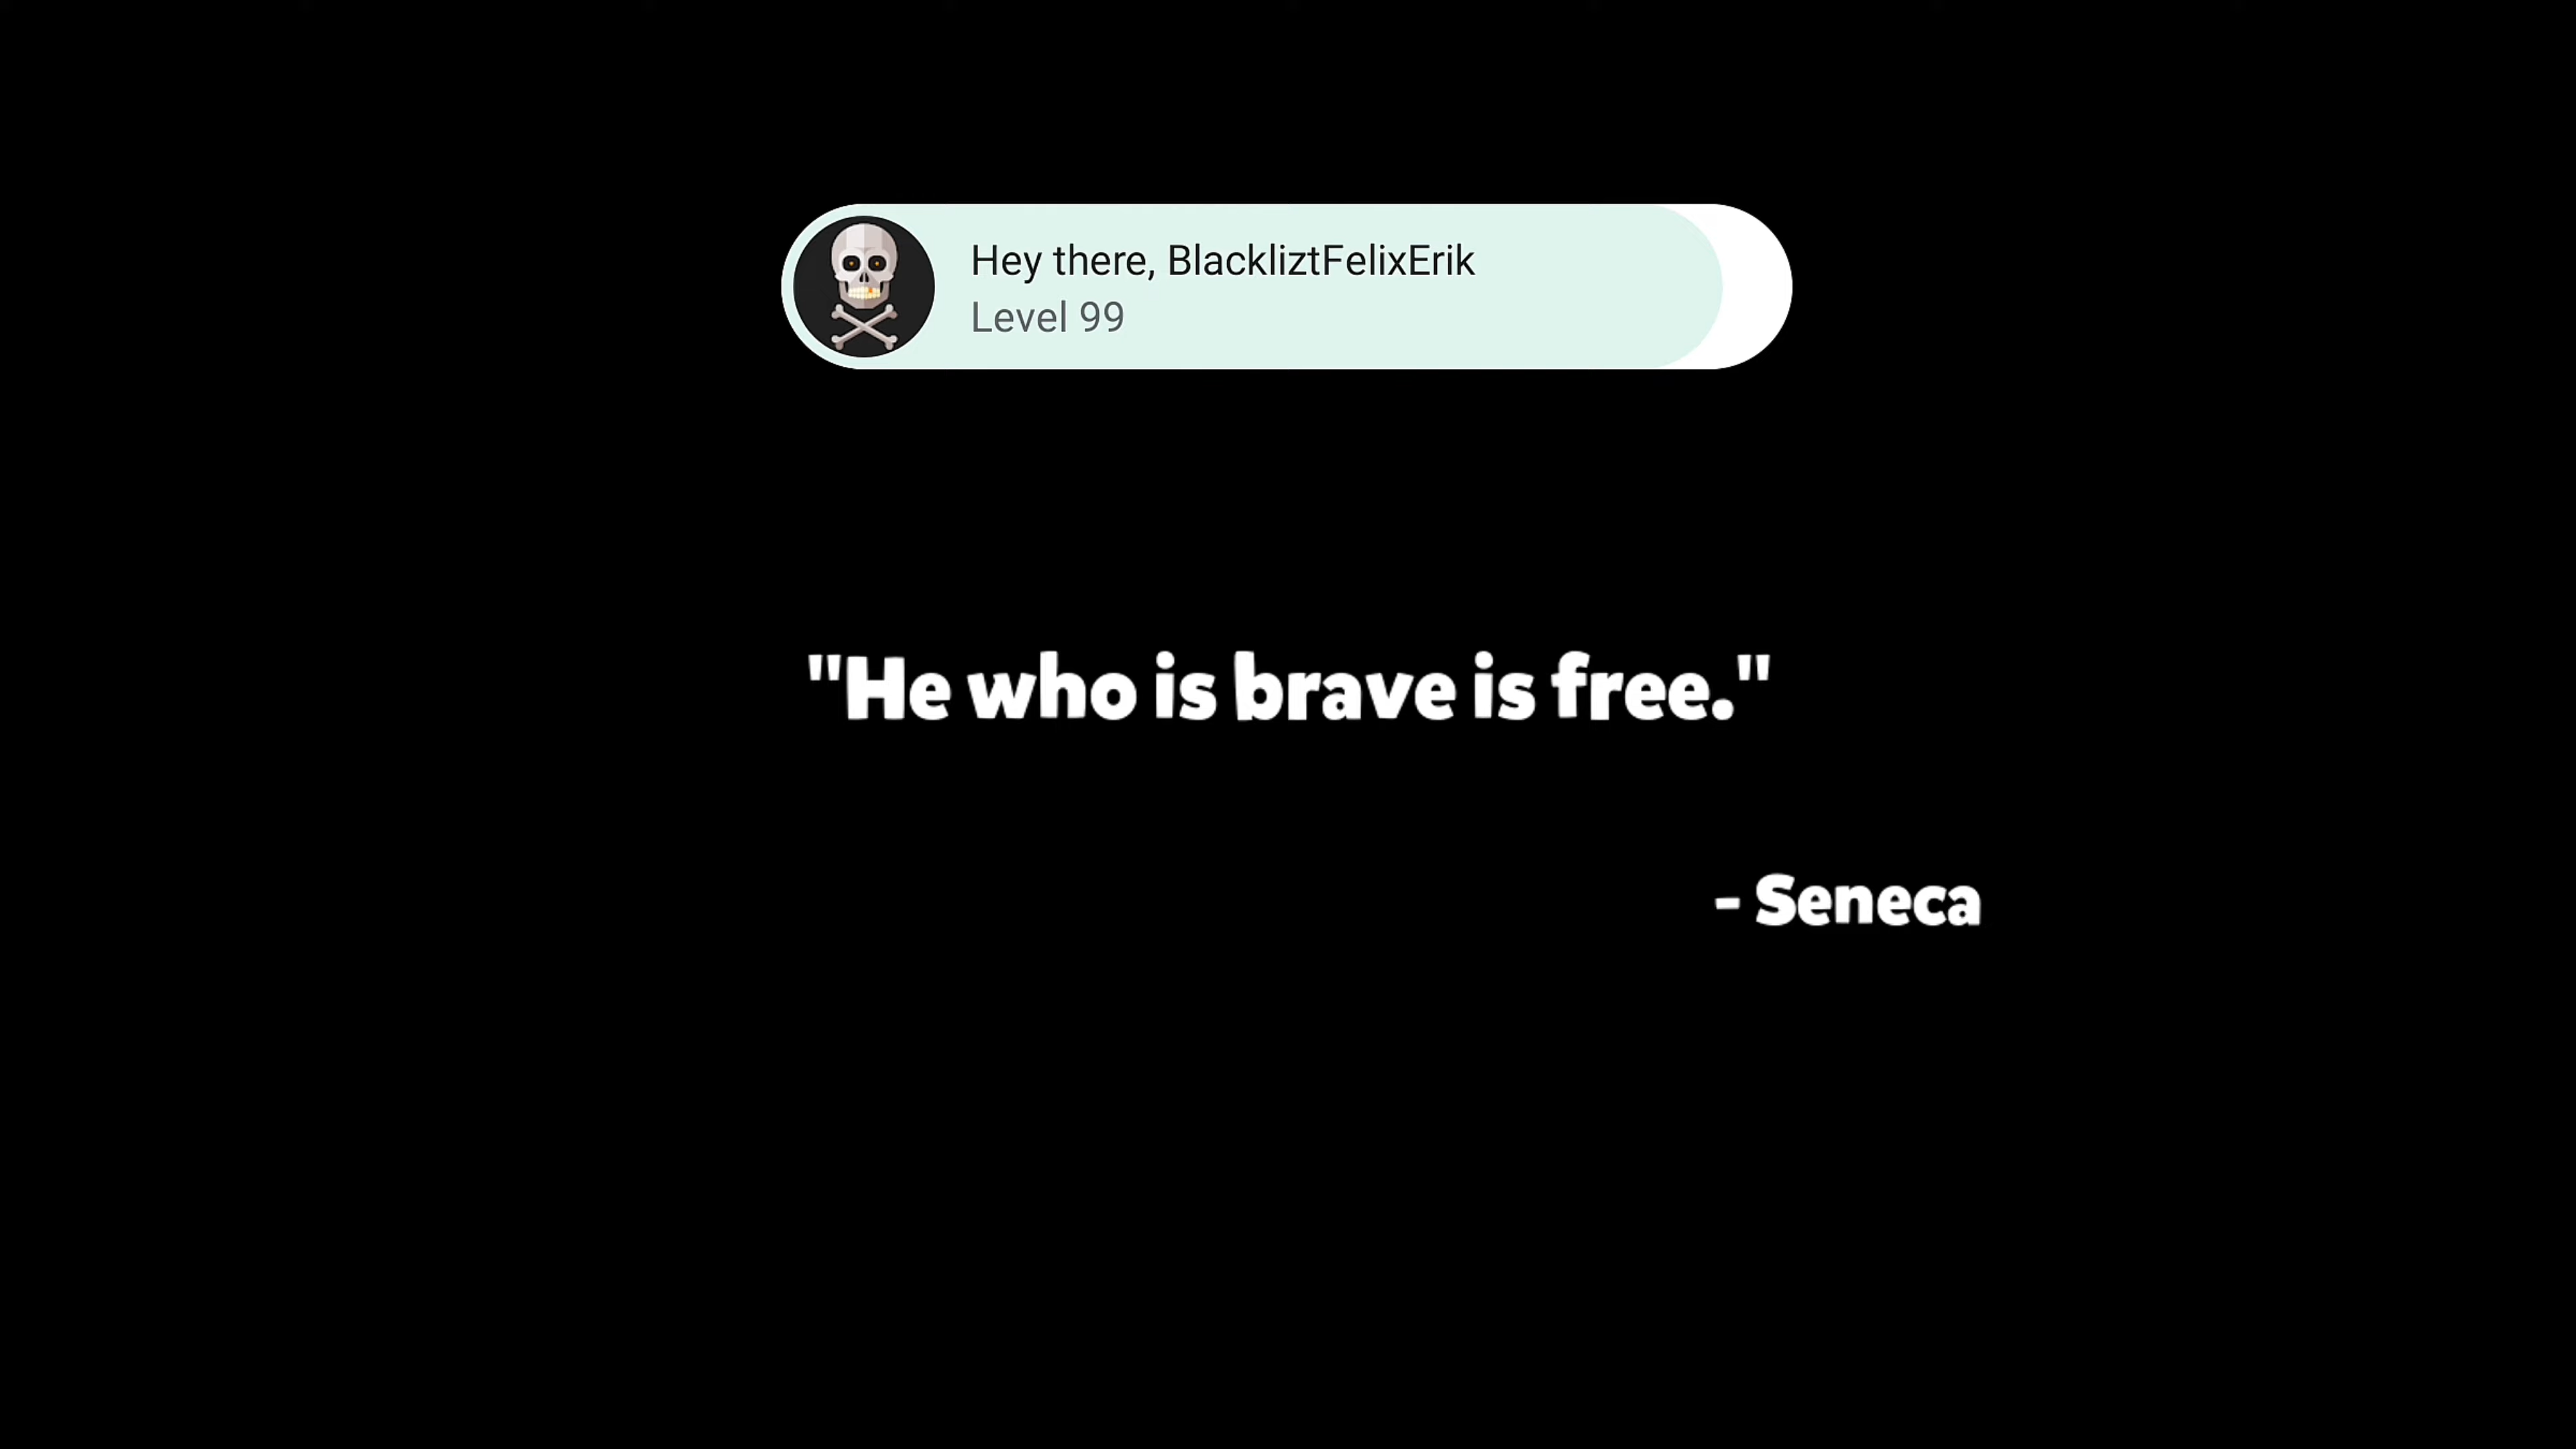 Hey there, BlackliztFelixErik
Level 99
"He who is brave is free."
- Seneca